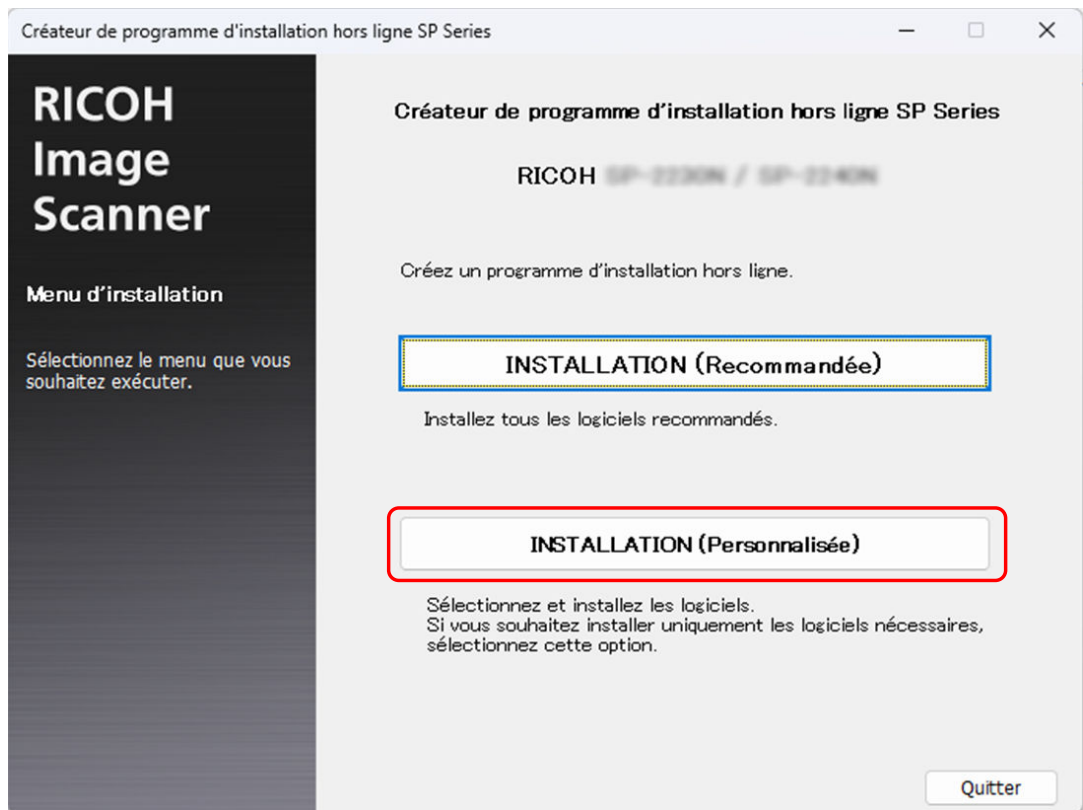 Créateur de programme d'installation hors ligne SP Series
RICOH
Image
Scanner
Menu d'installation
Sélectionnez le menu que vous
souhaitez exécuter.
Créateur de programme d'installation hors ligne SP Series
RICOH
Créez un programme d'installation hors ligne.
INSTALLATION (Recommandée)
Installez tous les logiciels recommandés.
INSTALLATION (Personnalisée)
Sélectionnez et installez les logiciels.
Si vous souhaitez installer uniquement les logiciels nécessaires,
sélectionnez cette option.
Quitter